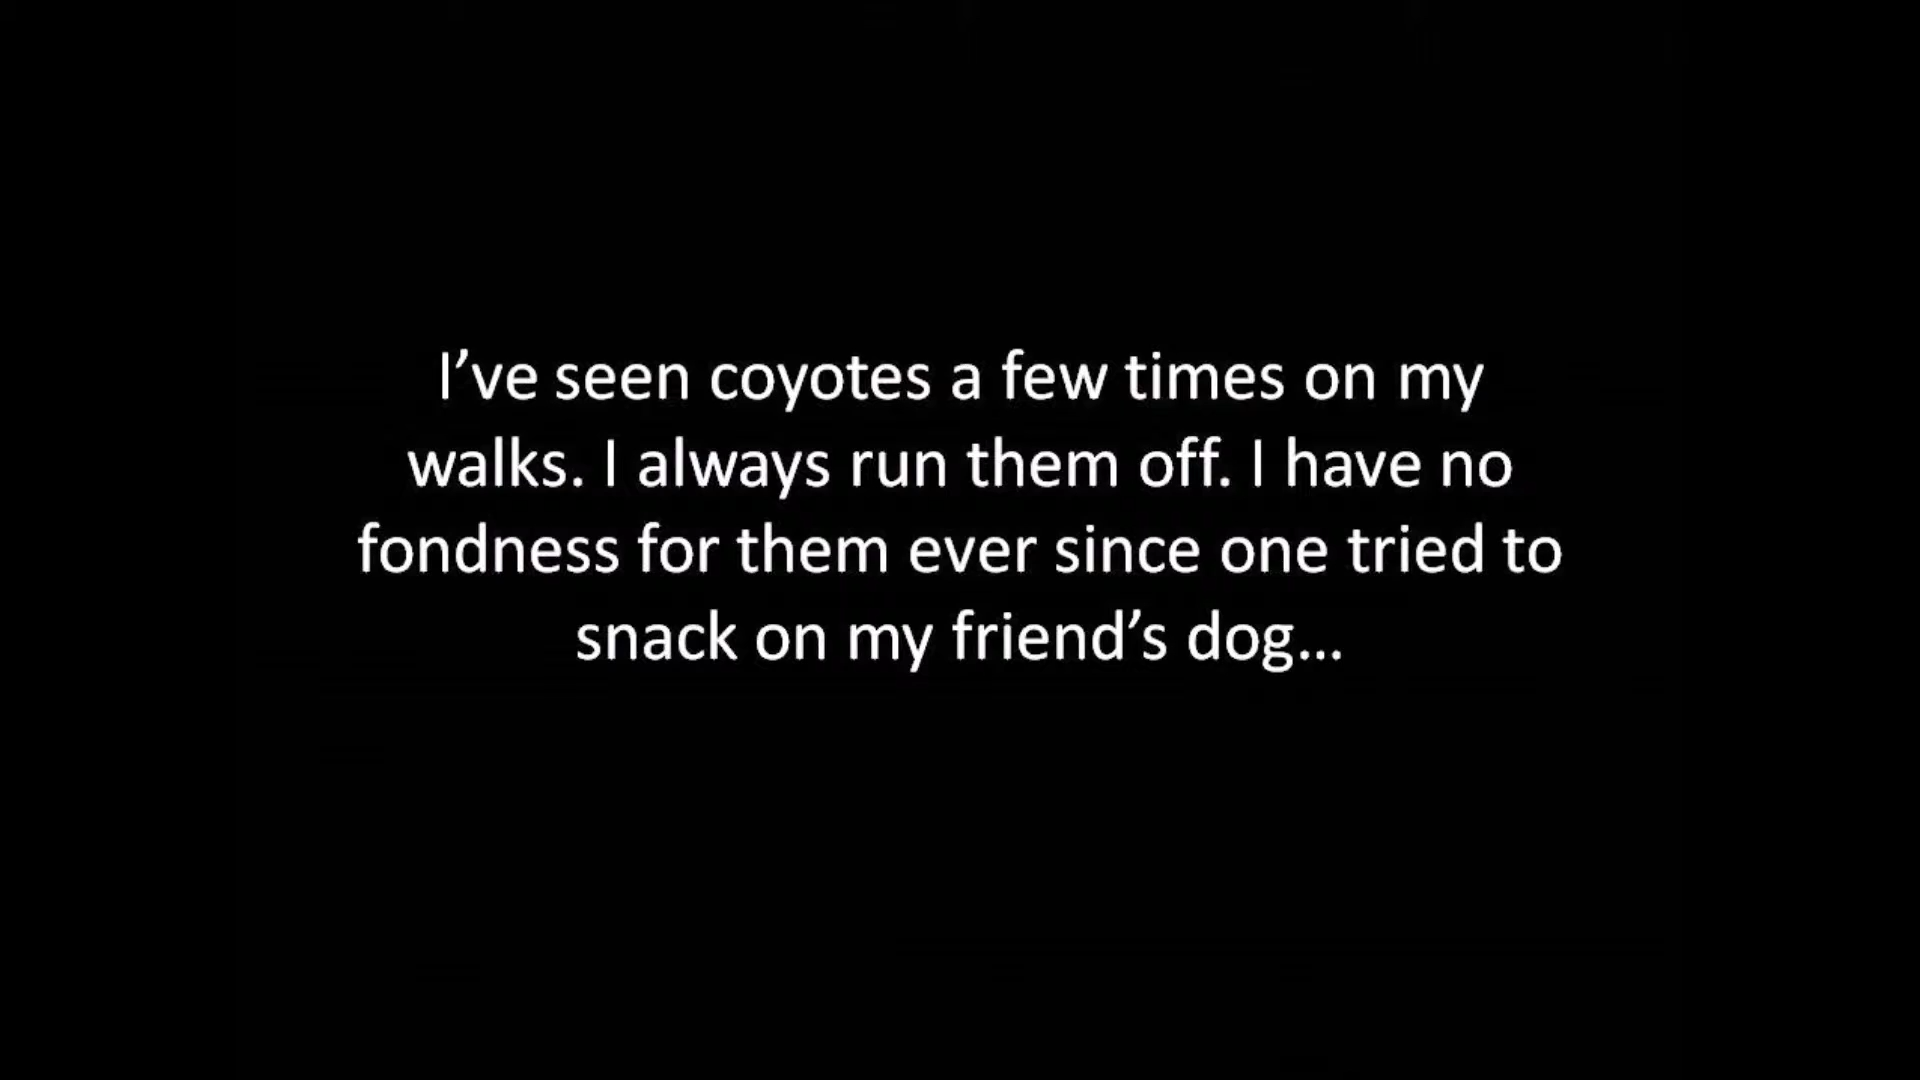 I’ve seen coyotes a few times on my
walks. I always run them off. I have no
fondness for them ever since one tried to
snack on my friend’s dog…